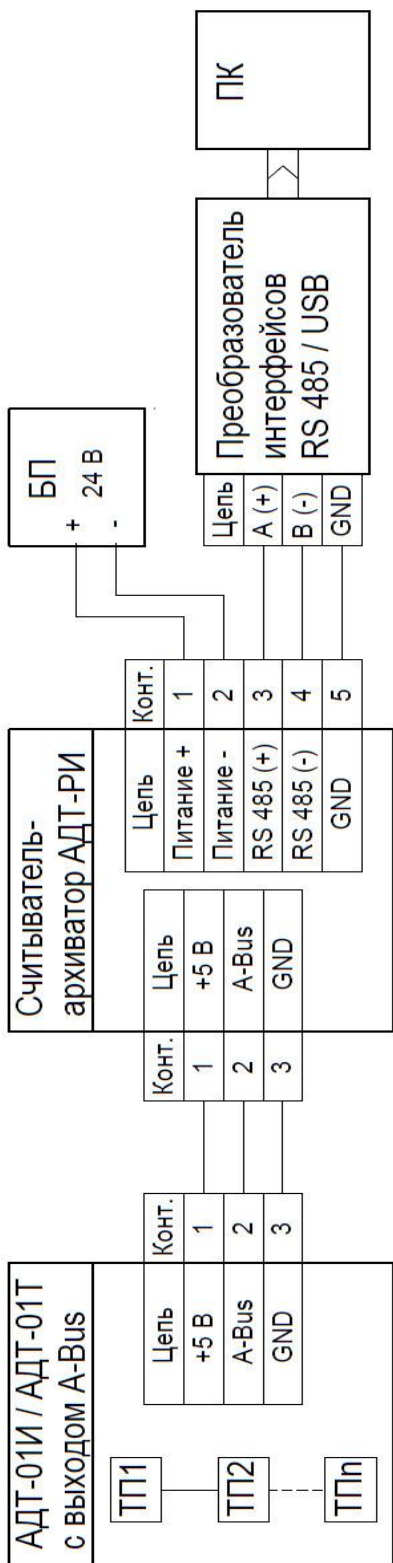 АДТ-01И / АДТ-01Т
с выходом A-Bus
ТП1
ТП2
ТПn
Цепь
Конт.
+5 В
1
A-Bus
2
GND
3
Считыватель-
архиватор АДТ-РИ
Конт.
Цепь
1
+5 В
2
A-Bus
3
GND
Цепь
Конт.
Питание +
1
Питание -
2
RS 485 (+)
3
RS 485 (-)
4
GND
5
БП
24 В
+
-
Цепь
A (+)
B (-)
GND
Преобразователь
интерфейсов
RS 485 / USB
ПК